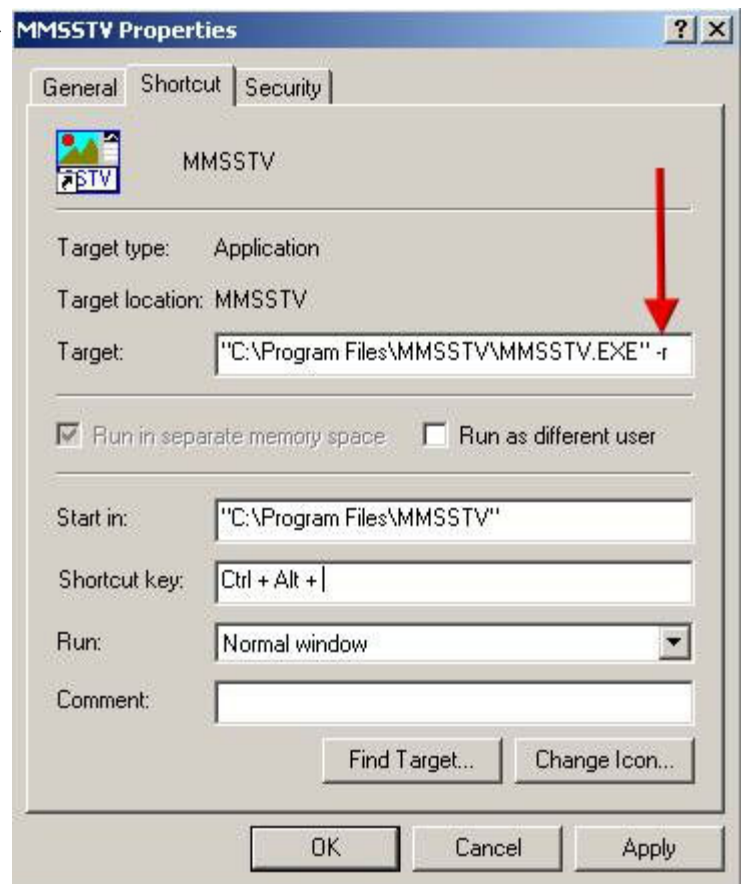 MMSSTV Properties
General Shortcut Security
STV MMSSTV
Target type: Application
Target location: MMSSTV
Target: "C:\Program Files\MMSSTV\MMSSTV.EXE" -r
Run in separate memory space Run as different user
Start in: "C:\Program Files\MMSSTV"
Shortcut key: Ctrl + Alt +
Run: Normal window
Comment:
Find Target... Change Icon...
OK Cancel Apply